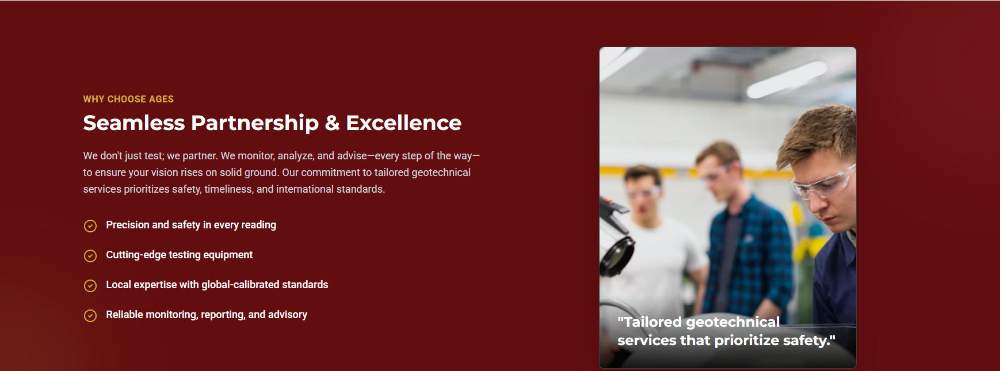 WHY CHOOSE AGES
Seamless Partnership & Excellence
We don't just test; we partner. We monitor, analyze, and advise—every step of the way—
to ensure your vision rises on solid ground. Our commitment to tailored geotechnical
services prioritizes safety, timeliness, and international standards.
Precision and safety in every reading
Cutting-edge testing equipment
Local expertise with global-calibrated standards
Reliable monitoring, reporting, and advisory
"Tailored geotechnical
services that prioritize safety."